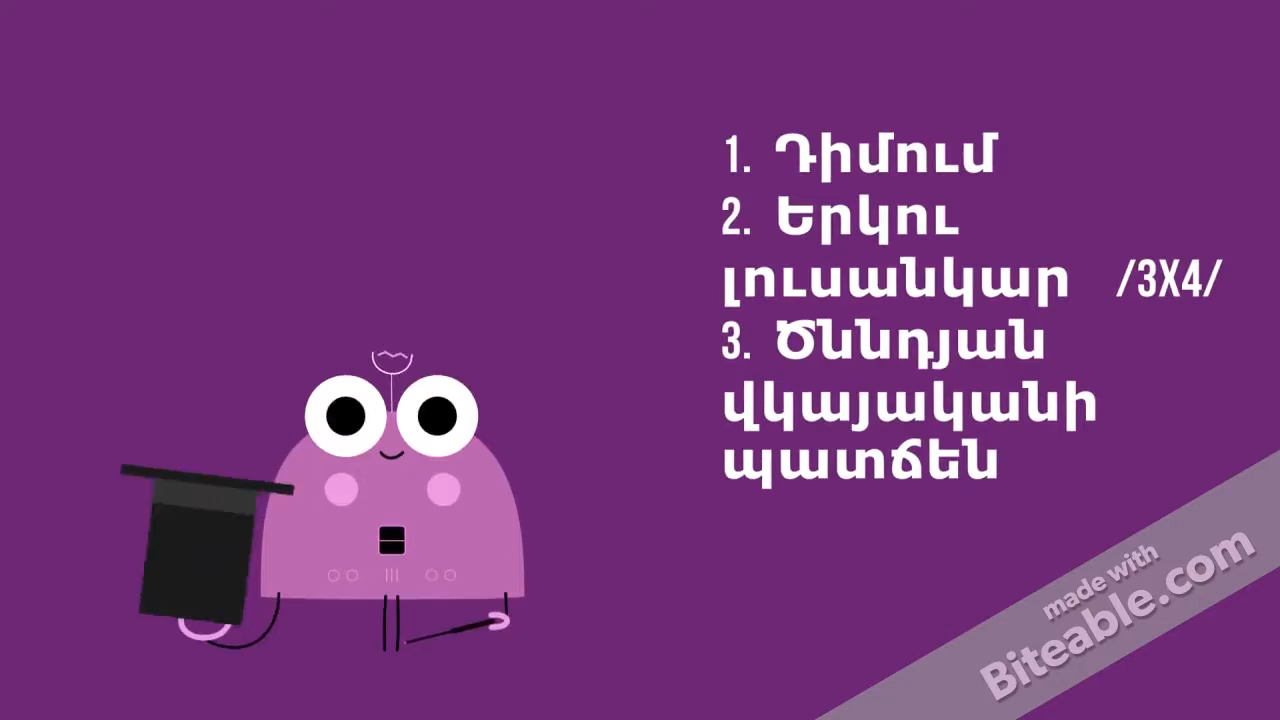 1. Դիմում
2. Երկու
լուսանկար /3X4/
3. Ծննդյան
վկայականի
պատճեն
made with
Biteable.com